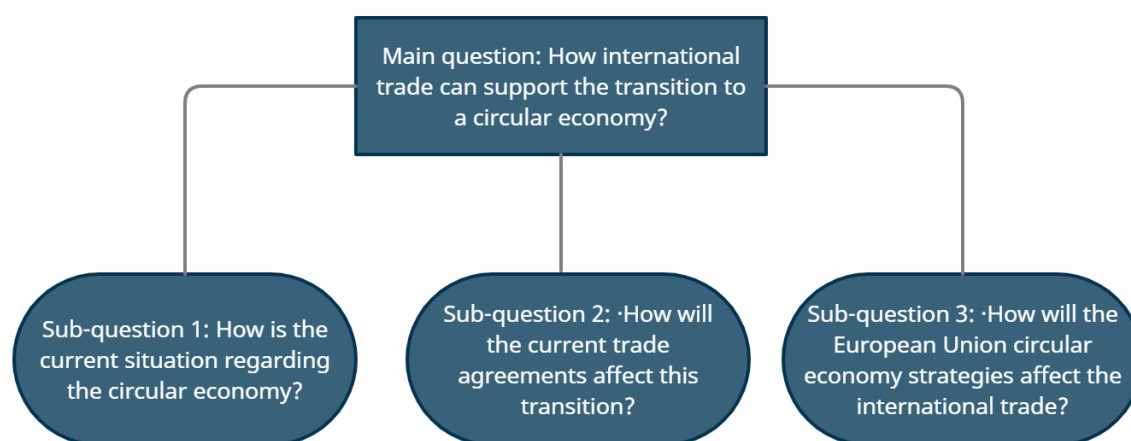 Main question: How international
trade can support the transition to
a circular economy?
Sub-question 1: How is the
current situation regarding
the circular economy?
Sub-question 2: ·How will
the current trade
agreements affect this
transition?
Sub-question 3: ·How will the
European Union circular
economy strategies affect the
international trade?